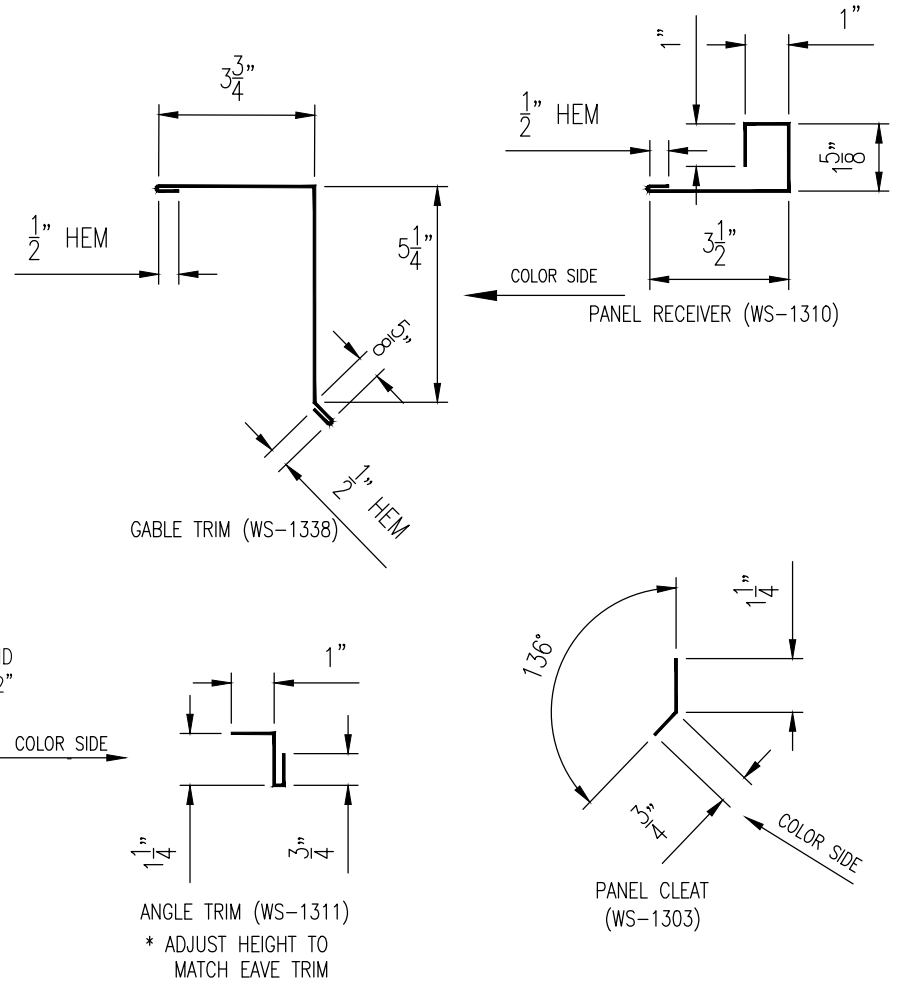 3 3/4"
1/2" HEM
5 1/4"
5/8"
1/2" HEM
GABLE TRIM (WS-1338)
1"
1"
1/2" HEM
1 5/8"
3 1/2"
COLOR SIDE
PANEL RECEIVER (WS-1310)
2"
COLOR SIDE
1"
1 1/4"
3/4"
ANGLE TRIM (WS-1311)
* ADJUST HEIGHT TO
MATCH EAVE TRIM
136°
1 1/4"
3/4"
COLOR SIDE
PANEL CLEAT
(WS-1303)